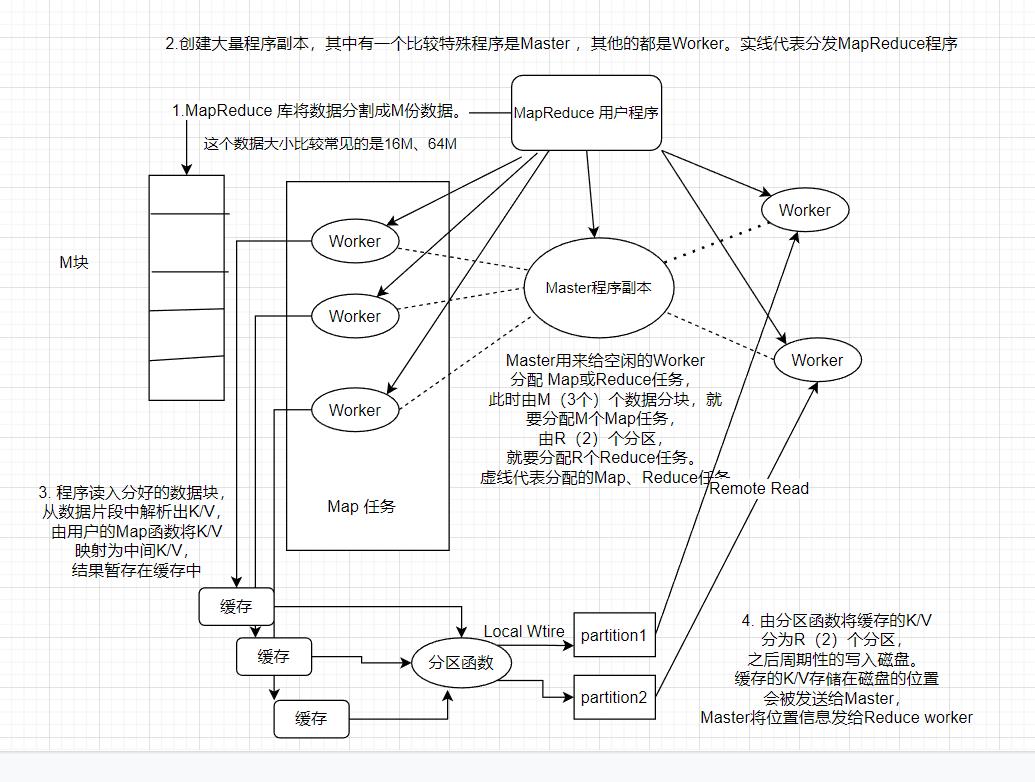 2.创建大量程序副本，其中有一个比较特殊程序是Master ，其他的都是Worker。实线代表分发MapReduce程序
1.MapReduce 库将数据分割成M份数据。
MapReduce 用户程序
这个数据大小比较常见的是16M、64M
Worker
Worker
M块
Master程序副本
Worker
Worker
Master用来给空闲的Worker
分配 Map或Reduce任务，
此时由M（3个）个数据分块，就
要分配M个Map任务，
由R（2）个分区，
就要分配R个Reduce任务。
虚线代表分配的Map、Reduce任务
Worker
Remote Read
Map 任务
3. 程序读入分好的数据块，
从数据片段中解析出K/V，
由用户的Map函数将K/V
映射为中间K/V，
结果暂存在缓存中
缓存
缓存
缓存
分区函数
Local Wtire
partition1
partition2
4. 由分区函数将缓存的K/V
分为R（2）个分区，
之后周期性的写入磁盘。
缓存的K/V存储在磁盘的位置
会被发送给Master，
Master将位置信息发给Reduce worker